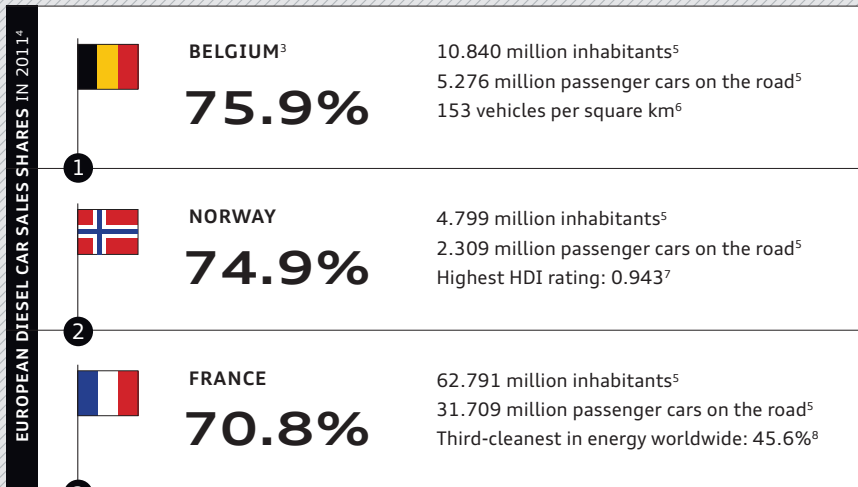 EUROPEAN DIESEL CAR SALES SHARES IN 2011⁴
BELGIUM³
75.9%
10.840 million inhabitants⁵
5.276 million passenger cars on the road⁵
153 vehicles per square km⁶
1
NORWAY
74.9%
4.799 million inhabitants⁵
2.309 million passenger cars on the road⁵
Highest HDI rating: 0.943⁷
2
FRANCE
70.8%
62.791 million inhabitants⁵
31.709 million passenger cars on the road⁵
Third-cleanest in energy worldwide: 45.6%⁸